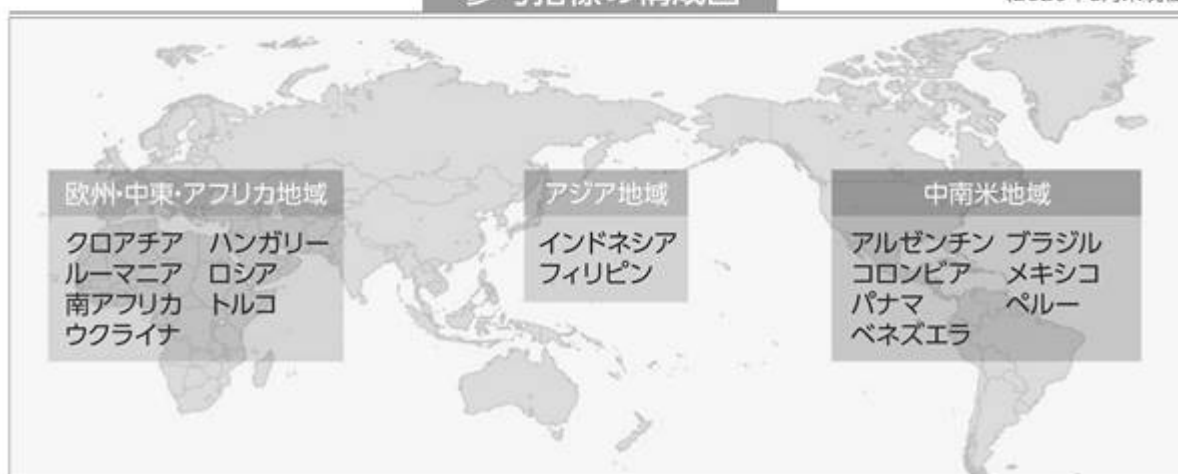 欧州・中東・アフリカ地域
クロアチア ハンガリー
ルーマニア ロシア
南アフリカ トルコ
ウクライナ
アジア地域
インドネシア
フィリピン
中南米地域
アルゼンチン ブラジル
コロンビア メキシコ
パナマ ペルー
ベネズエラ